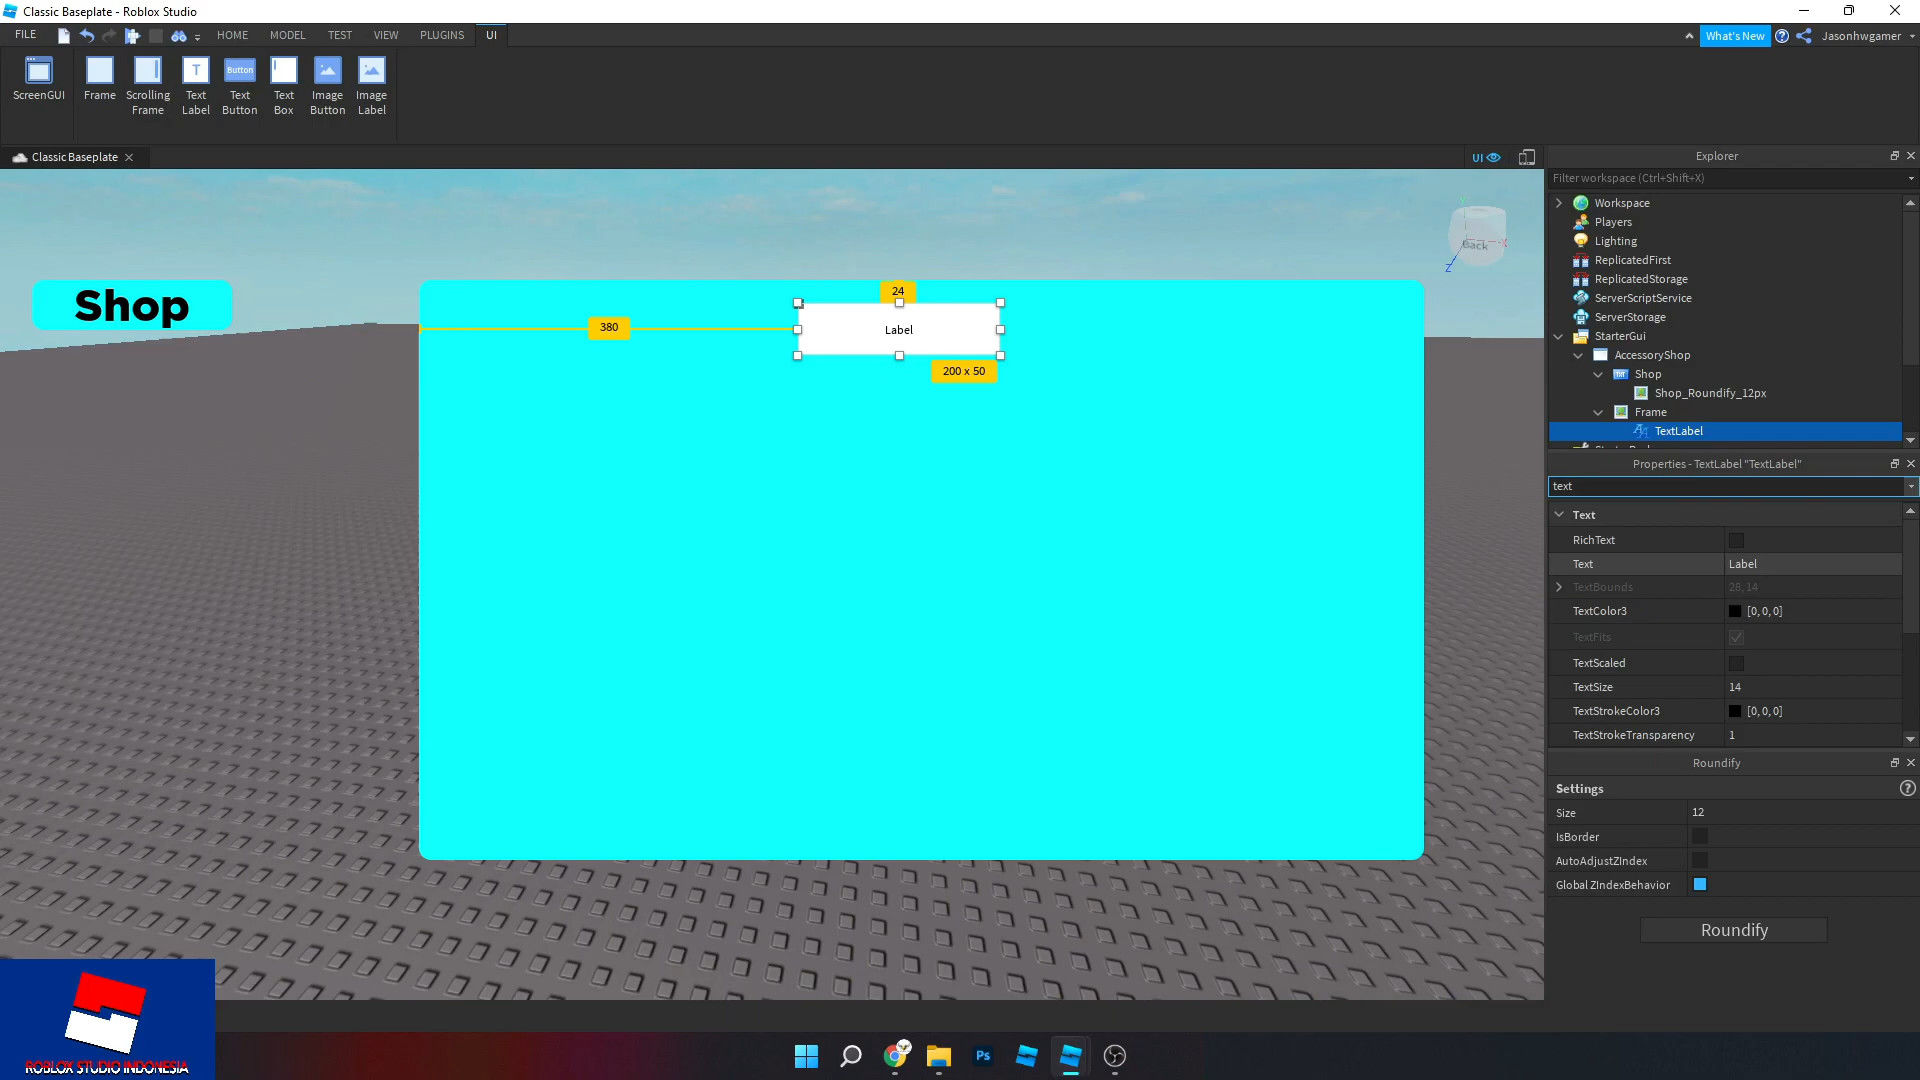 Classic Baseplate - Roblox Studio
FILE
HOME
MODEL
TEST
VIEW
PLUGINS
UI
What's New
Jasonhwgamer
ScreenGUI
Frame
Scrolling
Frame
Text
Label
Button
Text
Button
Text
Box
Image
Button
Image
Label
Classic Baseplate
UI
Shop
24
380
Label
200 x 50
Back
Y
X
Z
Explorer
Filter workspace (Ctrl+Shift+X)
Workspace
Players
Lighting
ReplicatedFirst
ReplicatedStorage
ServerScriptService
ServerStorage
StarterGui
AccessoryShop
Shop
Shop_Roundify_12px
Frame
TextLabel
Properties - TextLabel "TextLabel"
text
Text
RichText
Text Label
TextBounds 28, 14
TextColor3 [0, 0, 0]
TextFits
TextScaled
TextSize 14
TextStrokeColor3 [0, 0, 0]
TextStrokeTransparency 1
Roundify
Settings
Size 12
IsBorder
AutoAdjustZIndex
Global ZIndexBehavior
Roundify
ROBLOX STUDIO INDONESIA
Ps